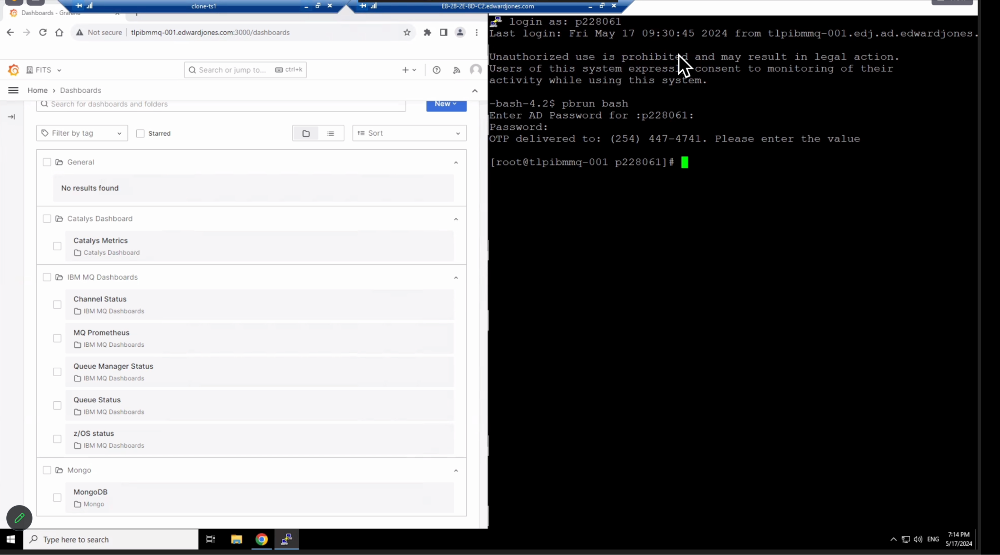 clone-ts1
E8-28-2E-8D-C2.edwardjones.com
Dashboards - Grafana
Not secure
tlpibmmq-001.edwardjones.com:3000/dashboards
FITS
Search or jump to...
ctrl+k
Home › Dashboards
Search for dashboards and folders
New
Filter by tag
Starred
Sort
General
No results found
Catalys Dashboard
Catalys Metrics
Catalys Dashboard
IBM MQ Dashboards
Channel Status
IBM MQ Dashboards
MQ Prometheus
IBM MQ Dashboards
Queue Manager Status
IBM MQ Dashboards
Queue Status
IBM MQ Dashboards
z/OS status
IBM MQ Dashboards
Mongo
MongoDB
Mongo
login as: p228061
Last login: Fri May 17 09:30:45 2024 from tlpibmmq-001.edj.ad.edwardjones.
Unauthorized use is prohibited and may result in legal action.
Users of this system expressl consent to monitoring of their
activity while using this system.
-bash-4.2$ pbrun bash
Enter AD Password for :p228061:
Password:
OTP delivered to: (254) 447-4741. Please enter the value
[root@tlpibmmq-001 p228061]#
Type here to search
ENG
7:14 PM
5/17/2024